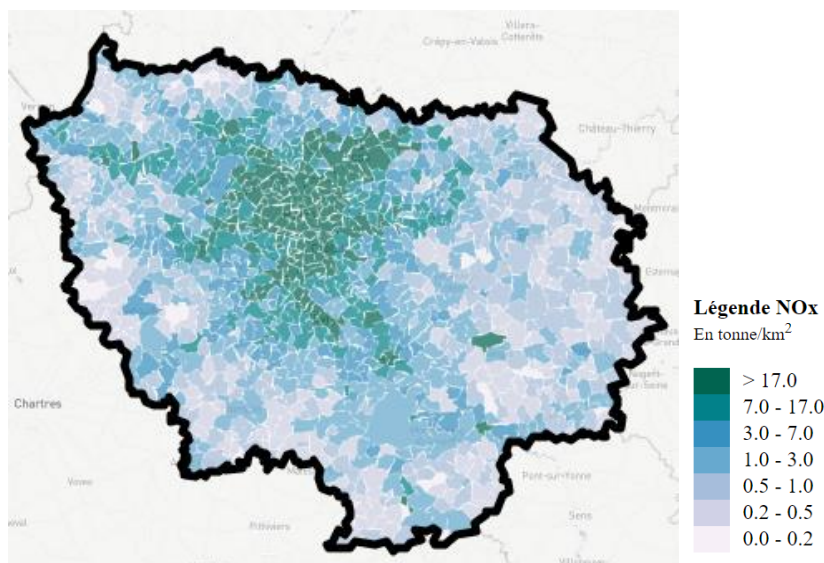 Villers-
Cotterêts
Crépy-en-Valois
Château-Thierry
Chartres
Pont-sur-Yonne
Sens
Pithiviers
Légende NOx
En tonne/km²
> 17.0
7.0 - 17.0
3.0 - 7.0
1.0 - 3.0
0.5 - 1.0
0.2 - 0.5
0.0 - 0.2